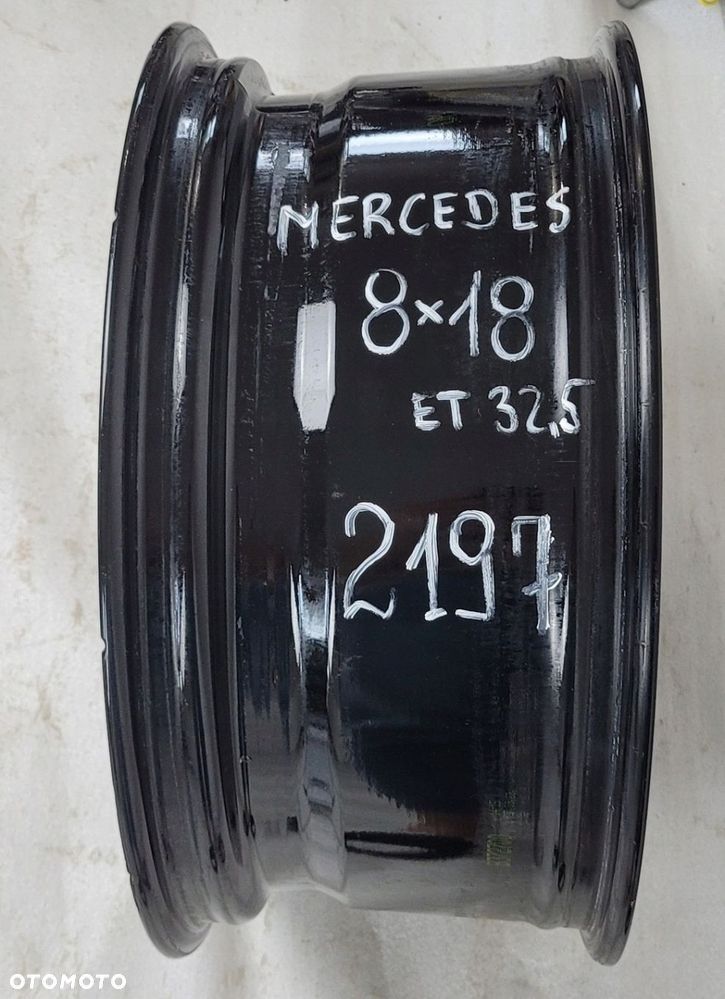 MERCEDES
8×18
ET 32,5
2197
OTOMOTO